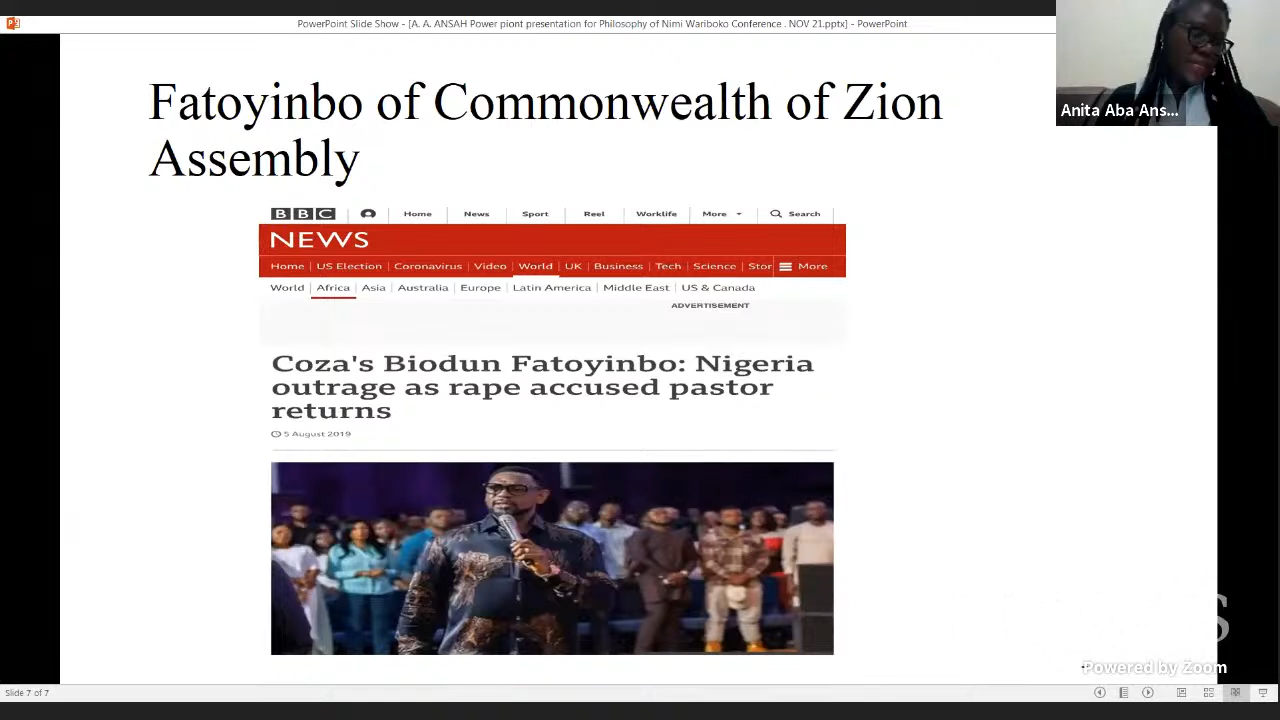 PowerPoint Slide Show - [A. A. ANSAH Power piont presentation for Philosophy of Nimi Wariboko Conference . NOV 21.pptx] - PowerPoint
Anita Aba Ans...
Fatoyinbo of Commonwealth of Zion
Assembly
BBC Home News Sport Reel Worklife More Search
NEWS
Home US Election Coronavirus Video World UK Business Tech Science Stor More
World Africa Asia Australia Europe Latin America Middle East US & Canada
ADVERTISEMENT
Coza's Biodun Fatoyinbo: Nigeria
outrage as rape accused pastor
returns
5 August 2019
Powered by Zoom
Slide 7 of 7